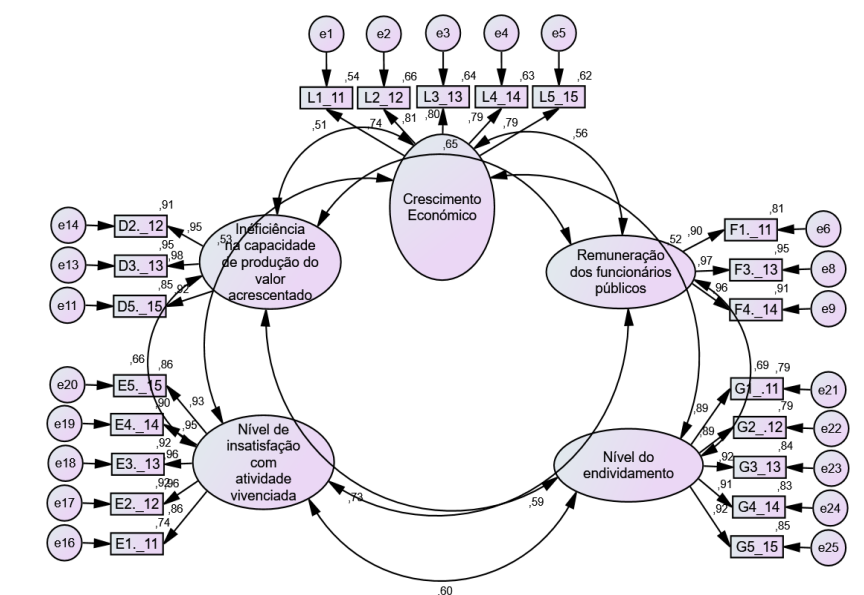 e1 e2 e3 e4 e5
,54 ,66 ,64 ,63 ,62
L1_11 L2_12 L3_13 L4_14 L5_15
,51 ,74 ,81 ,80 ,79 ,79 ,56
,65
Crescimento
Económico
,91
e14 D2._12 ,95
,95
e13 D3._13 ,98
,85
e11 D5._15 ,92
,53
Ineficiência
na capacidade
de produção do
valor
acrescentado
Remuneração
dos funcionários
públicos
,52 ,90 ,81
F1._11 e6
,97 ,95
F3._13 e8
,96 ,91
F4._14 e9
,66 ,86
e20 E5._15 ,93
,90
e19 E4._14 ,95
,92
e18 E3._13 ,96
,92
e17 E2._12 ,96
,86
,74
e16 E1._11
Nível de
insatisfação
com
atividade
vivenciada
Nível do
endividamento
,69 ,79
G1_.11 e21
,89 ,79
G2_.12 e22
,89 ,84
G3_13 e23
,92 ,83
G4_14 e24
,91 ,85
G5_15 e25
,92
,73 ,59
,60